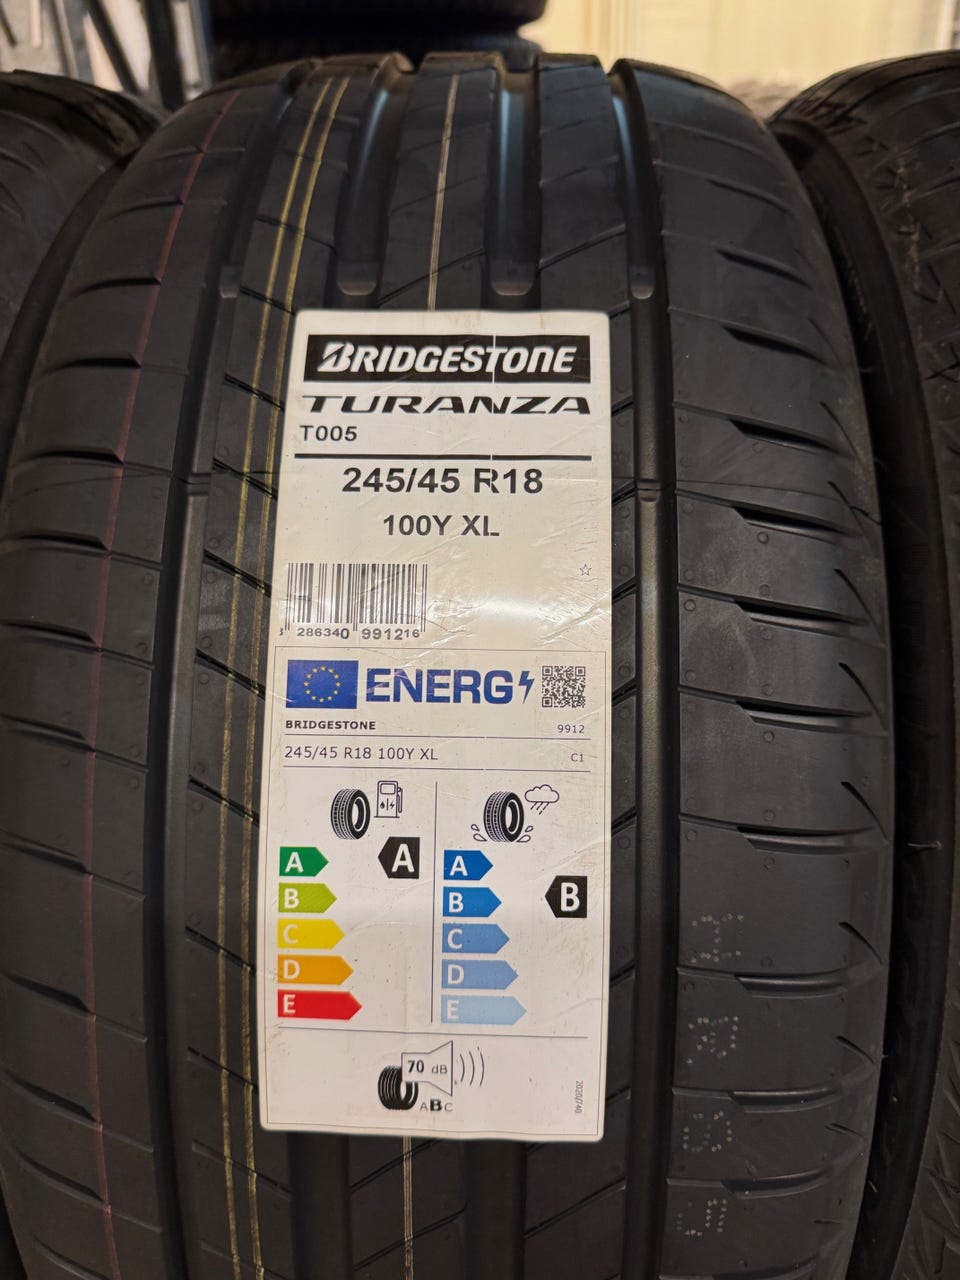 BRIDGESTONE
TURANZA
T005
245/45 R18
100Y XL
3 286340 991216
ENERG
BRIDGESTONE 9912
245/45 R18 100Y XL C1
A A A
B B B
C C
D D
E E
70 dB
ABC
2020/740